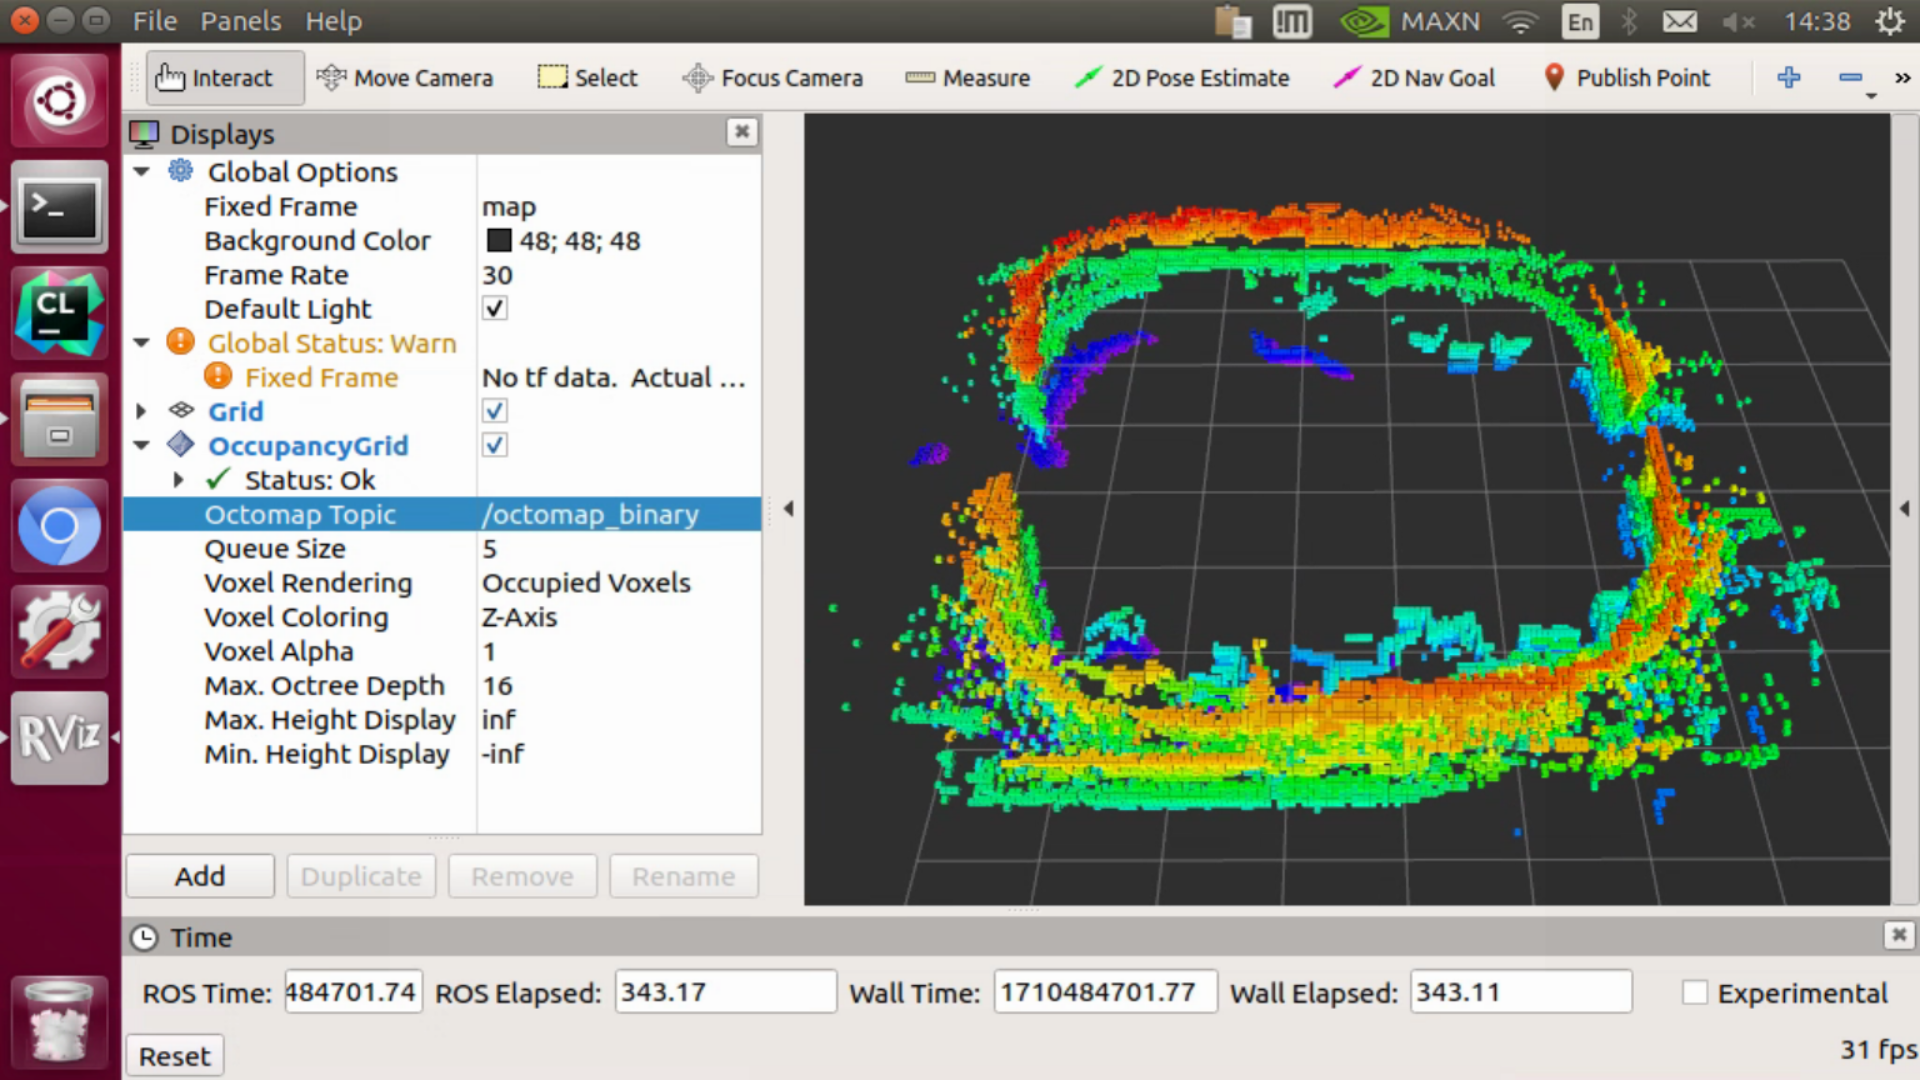 File Panels Help MAXN En 14:38
Interact Move Camera Select Focus Camera Measure 2D Pose Estimate 2D Nav Goal Publish Point »
Displays
Global Options
Fixed Frame map
Background Color 48; 48; 48
Frame Rate 30
Default Light
Global Status: Warn
Fixed Frame No tf data. Actual ...
Grid
OccupancyGrid
Status: Ok
Octomap Topic /octomap_binary
Queue Size 5
Voxel Rendering Occupied Voxels
Voxel Coloring Z-Axis
Voxel Alpha 1
Max. Octree Depth 16
Max. Height Display inf
Min. Height Display -inf
Add Duplicate Remove Rename
Time
ROS Time: 484701.74 ROS Elapsed: 343.17 Wall Time: 1710484701.77 Wall Elapsed: 343.11 Experimental
Reset 31 fps
>_
CL
RViz